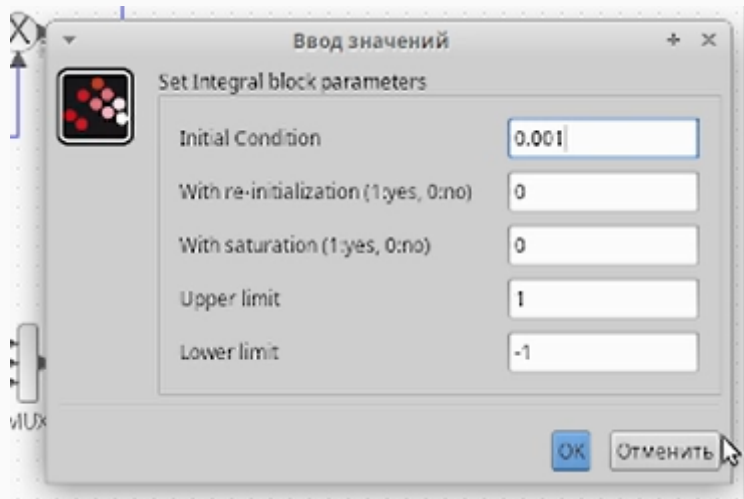 Ввод значений
Set Integral block parameters
Initial Condition 0.001
With re-initialization (1:yes, 0:no) 0
With saturation (1:yes, 0:no) 0
Upper limit 1
Lower limit -1
MUX
OK Отменить